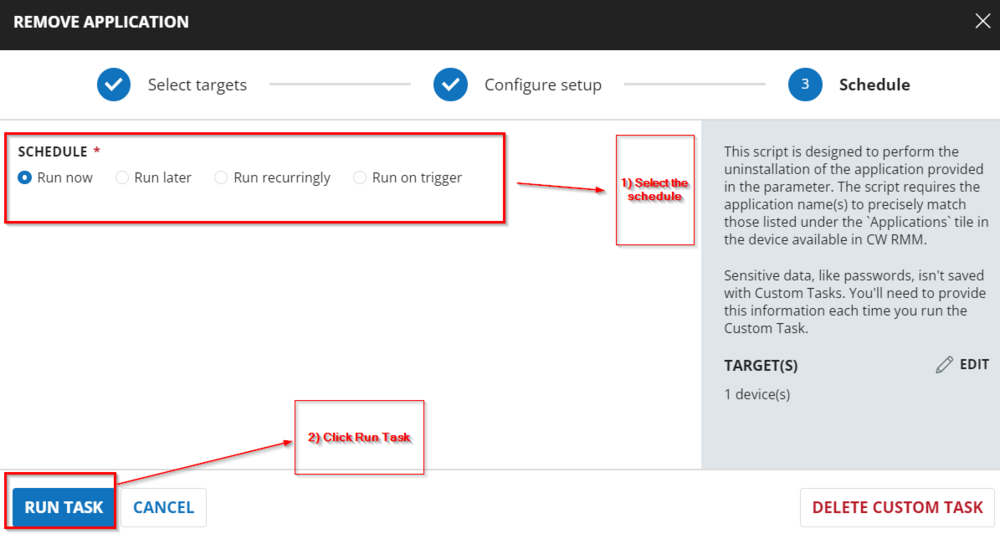 REMOVE APPLICATION
Select targets
Configure setup
3
Schedule
SCHEDULE *
Run now
Run later
Run recurringly
Run on trigger
1) Select the
schedule
This script is designed to perform the
uninstallation of the application provided
in the parameter. The script requires the
application name(s) to precisely match
those listed under the `Applications` tile in
the device available in CW RMM.
Sensitive data, like passwords, isn't saved
with Custom Tasks. You'll need to provide
this information each time you run the
Custom Task.
TARGET(S)
EDIT
1 device(s)
2) Click Run Task
RUN TASK
CANCEL
DELETE CUSTOM TASK